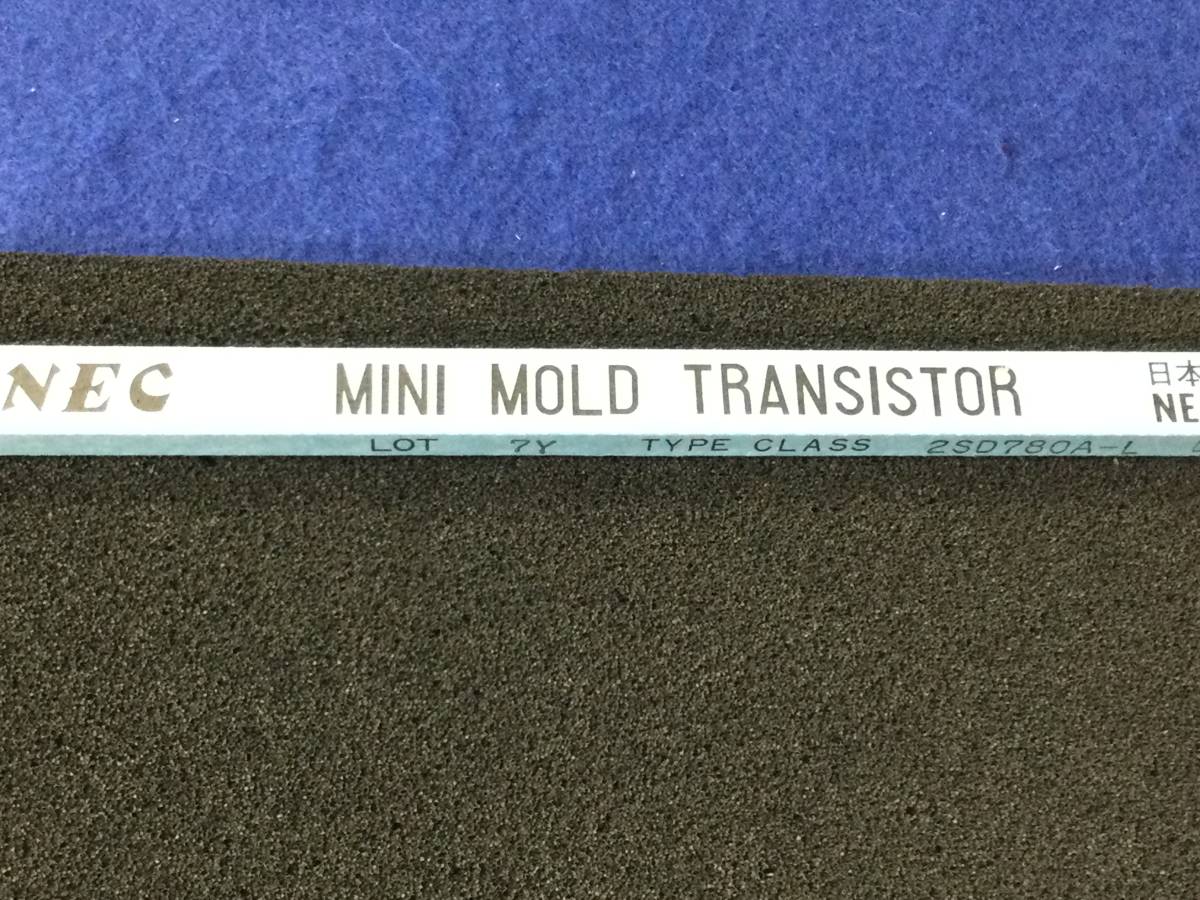 NEC MINI MOLD TRANSISTOR 日本
NE
LOT 7Y TYPE CLASS 2SD780A-L